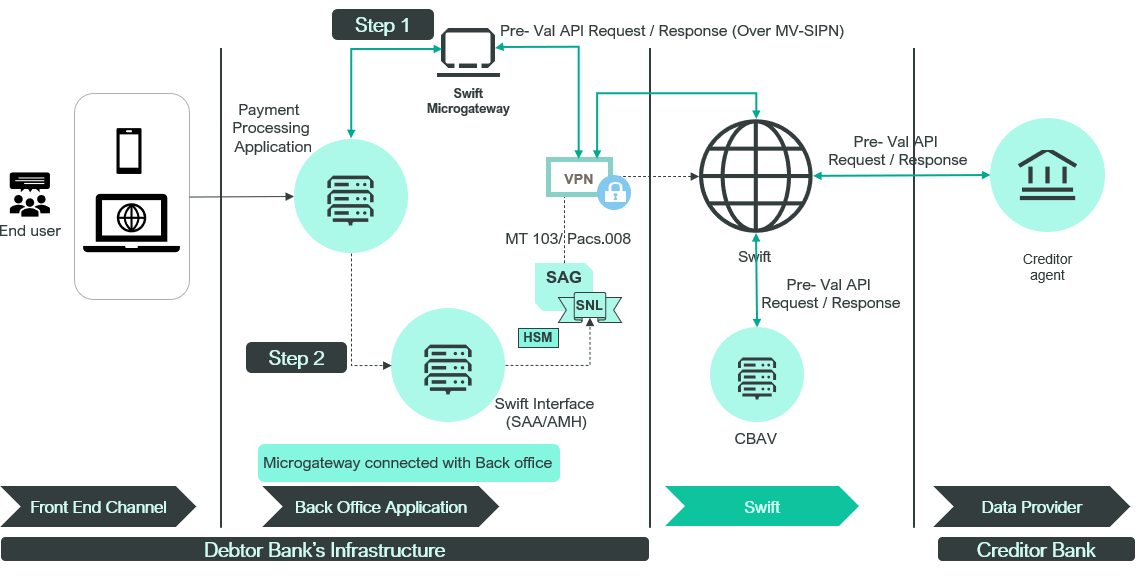 Step 1
Pre- Val API Request / Response (Over MV-SIPN)
Swift
Microgateway
Payment
Processing
Application
End user
VPN
MT 103/ Pacs.008
SAG
SNL
HSM
Step 2
Swift Interface
(SAA/AMH)
Swift
Pre- Val API
Request / Response
Pre- Val API
Request / Response
CBAV
Creditor
agent
Microgateway connected with Back office
Front End Channel
Back Office Application
Swift
Data Provider
Debtor Bank's Infrastructure
Creditor Bank